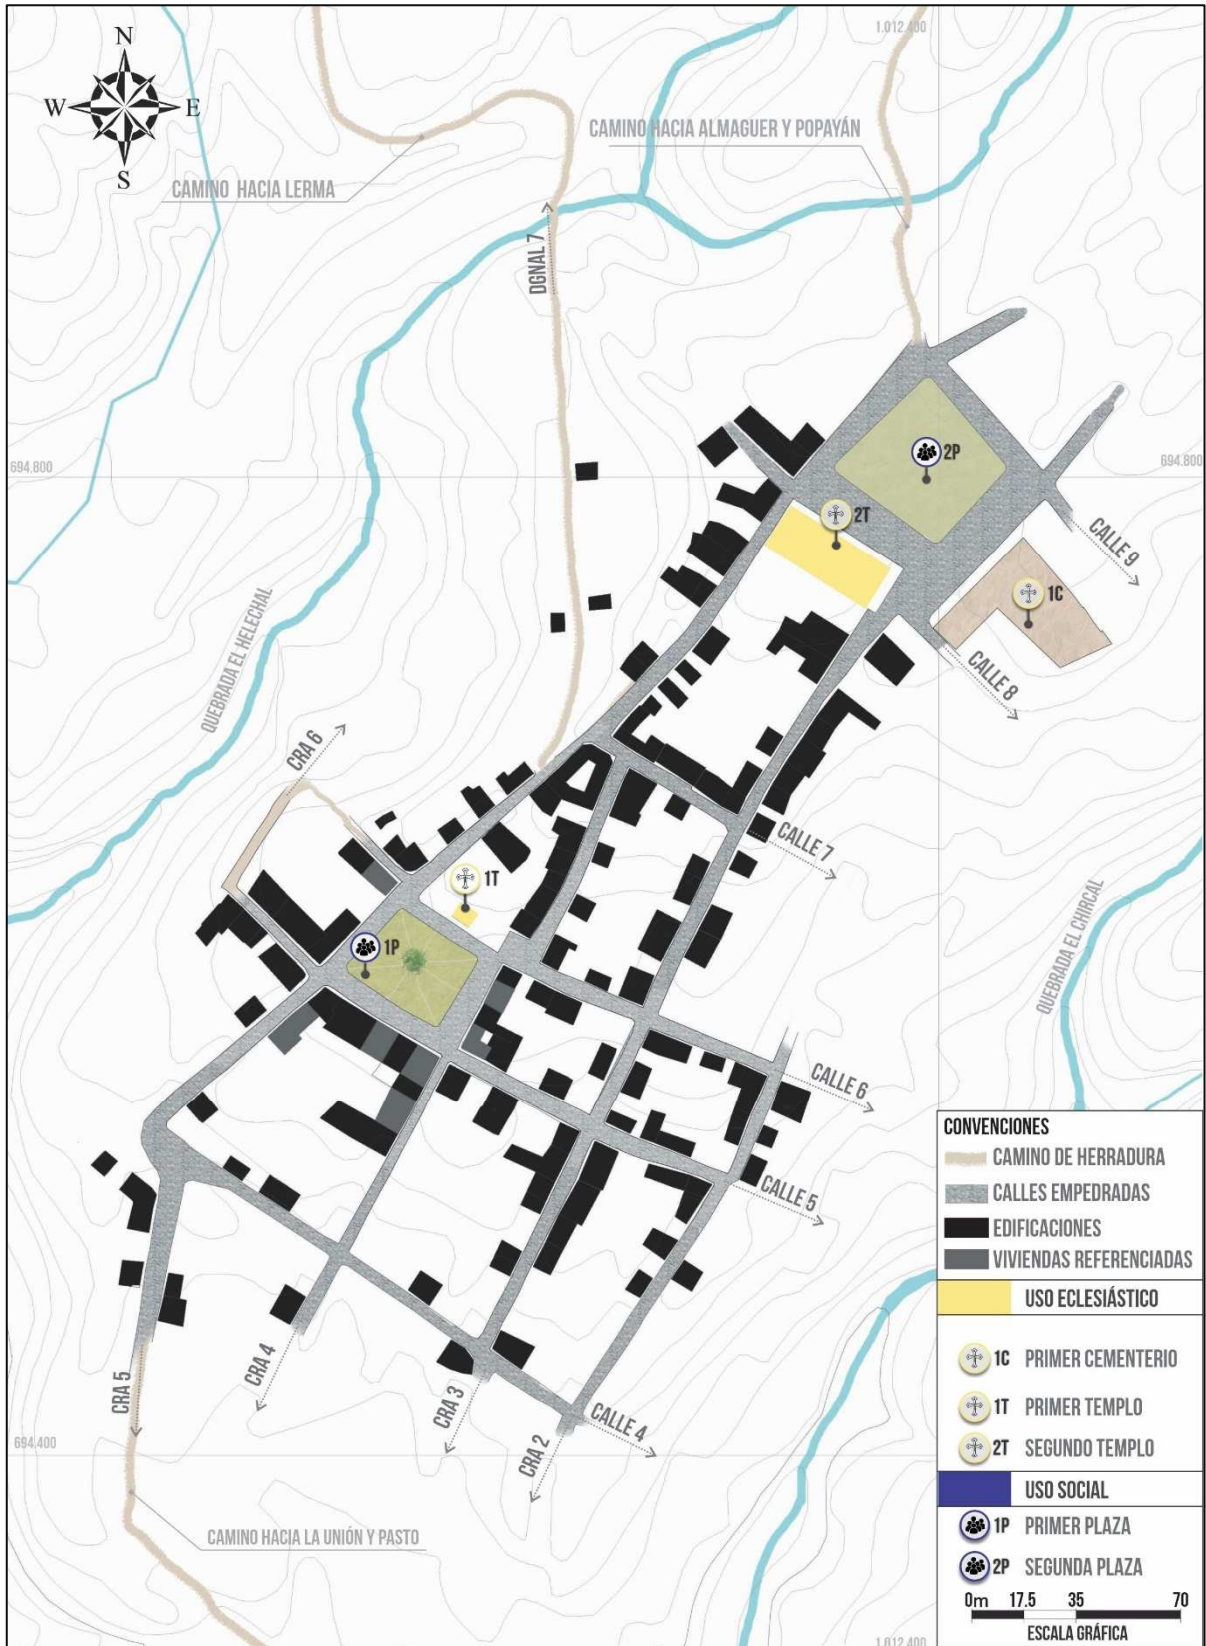 N
W
E
S
1.012.400
CAMINO HACIA ALMAGUER Y POPAYÁN
CAMINO HACIA LERMA
DGNAL 7
694.800
694.800
2P
2T
CALLE 9
1C
CALLE 8
QUEBRADA EL HELECHAL
CRA 6
CALLE 7
1T
1P
QUEBRADA EL CHIRCAL
CALLE 6
CALLE 5
CRA 5
CRA 4
CRA 3
CRA 2
CALLE 4
694.400
CAMINO HACIA LA UNIÓN Y PASTO
CONVENCIONES
CAMINO DE HERRADURA
CALLES EMPEDRADAS
EDIFICACIONES
VIVIENDAS REFERENCIADAS
USO ECLESIÁSTICO
1C PRIMER CEMENTERIO
1T PRIMER TEMPLO
2T SEGUNDO TEMPLO
USO SOCIAL
1P PRIMER PLAZA
2P SEGUNDA PLAZA
0m 17.5 35 70
ESCALA GRÁFICA
1.012.400